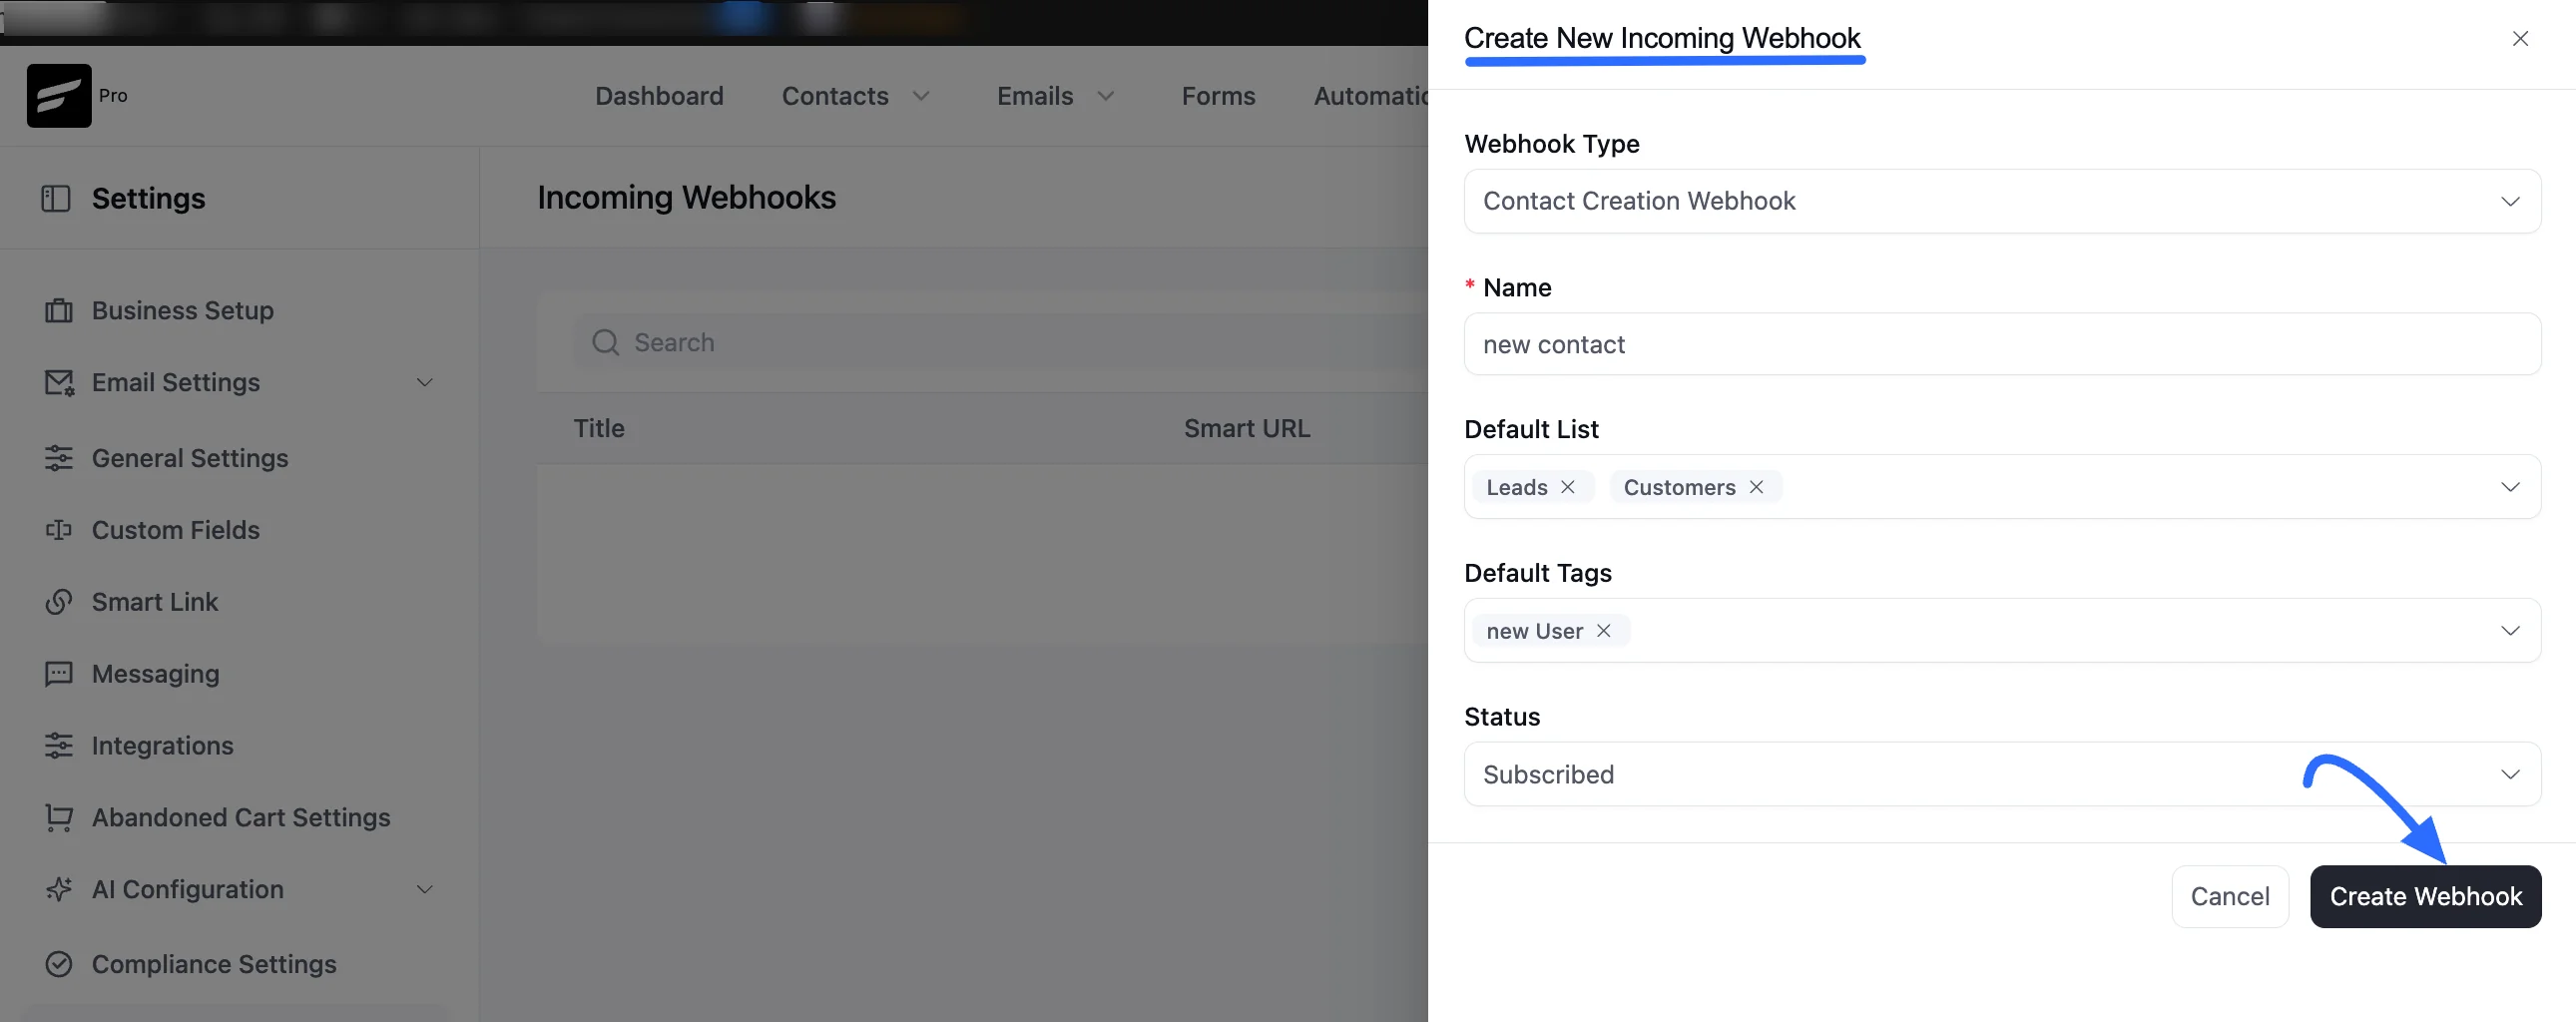 Pro
Dashboard
Contacts
Emails
Forms
Settings
Business Setup
Email Settings
General Settings
Custom Fields
Smart Link
Messaging
Integrations
Abandoned Cart Settings
AI Configuration
Compliance Settings
Incoming Webhooks
Search
Title Smart URL
Create New Incoming Webhook
Webhook Type
Contact Creation Webhook
* Name
new contact
Default List
Leads Customers
Default Tags
new User
Status
Subscribed
Cancel Create Webhook